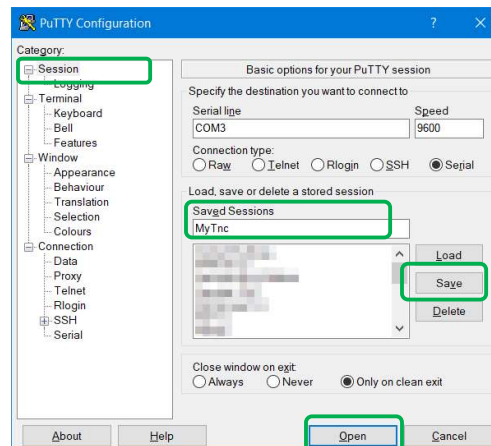 PuTTY Configuration
? ×
Category:
Session
Logging
Terminal
Keyboard
Bell
Features
Window
Appearance
Behaviour
Translation
Selection
Colours
Connection
Data
Proxy
Telnet
Rlogin
SSH
Serial
Basic options for your PuTTY session
Specify the destination you want to connect to
Serial line Speed
COM3 9600
Connection type:
Raw Telnet Rlogin SSH Serial
Load, save or delete a stored session
Saved Sessions
MyTnc
Load
Save
Delete
Close window on exit:
Always Never Only on clean exit
About Help Open Cancel